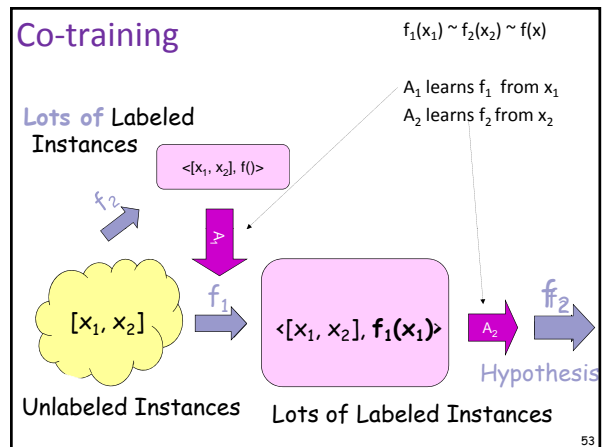 Co-training
f₁(x₁) ~ f₂(x₂) ~ f(x)
A₁ learns f₁ from x₁
A₂ learns f₂ from x₂
Lots of Labeled
Instances
<[x₁, x₂], f()>
f₂
A₁
[x₁, x₂]
f₁
<[x₁, x₂], f₁(x₁)>
A₂
f₂
Hypothesis
Unlabeled Instances
Lots of Labeled Instances
53